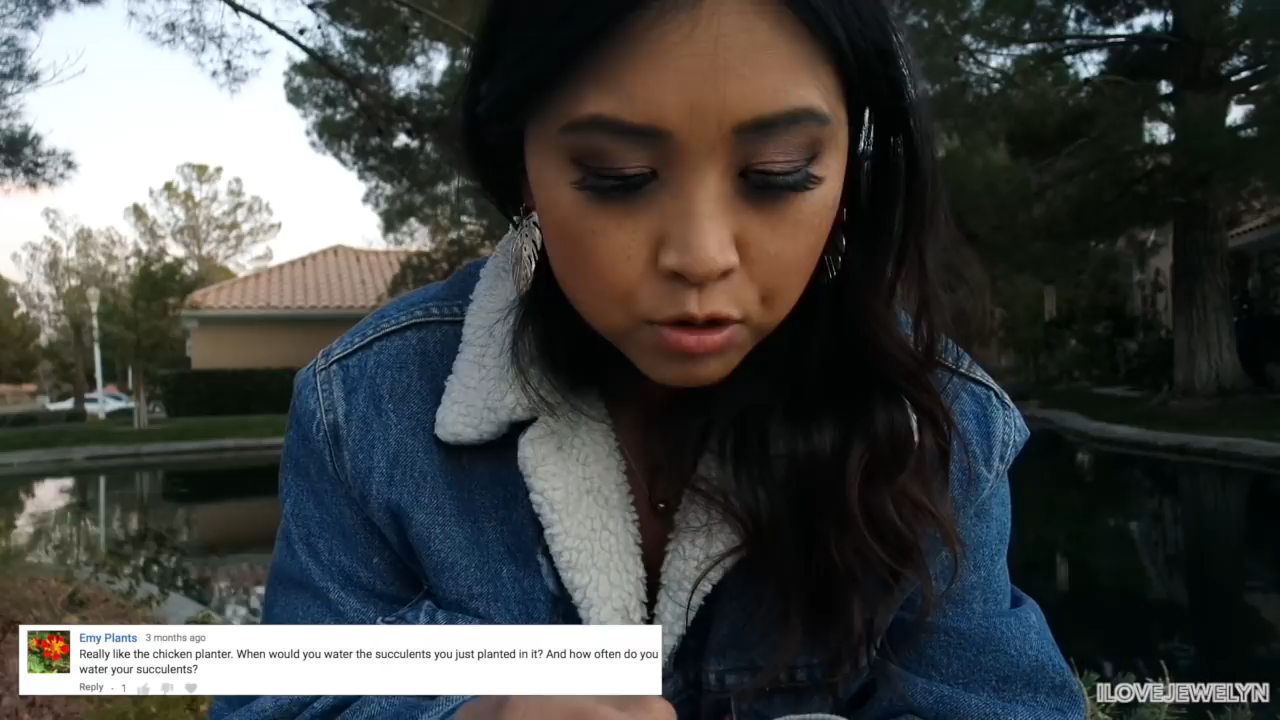 Emy Plants 3 months ago
Really like the chicken planter. When would you water the succulents you just planted in it? And how often do you
water your succulents?
Reply · 1
ILOVEJEWELYN